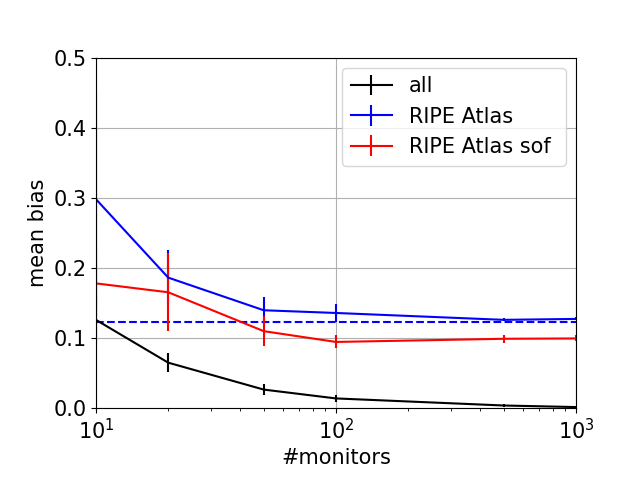 0.5
0.4
0.3
0.2
0.1
0.0
mean bias
10^1
10^2
10^3
#monitors
all
RIPE Atlas
RIPE Atlas sof